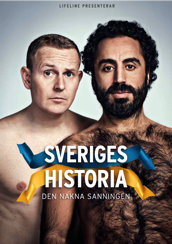 LIFELINE PRESENTERAR
SVERIGES
HISTORIA
DEN NAKNA SANNINGEN